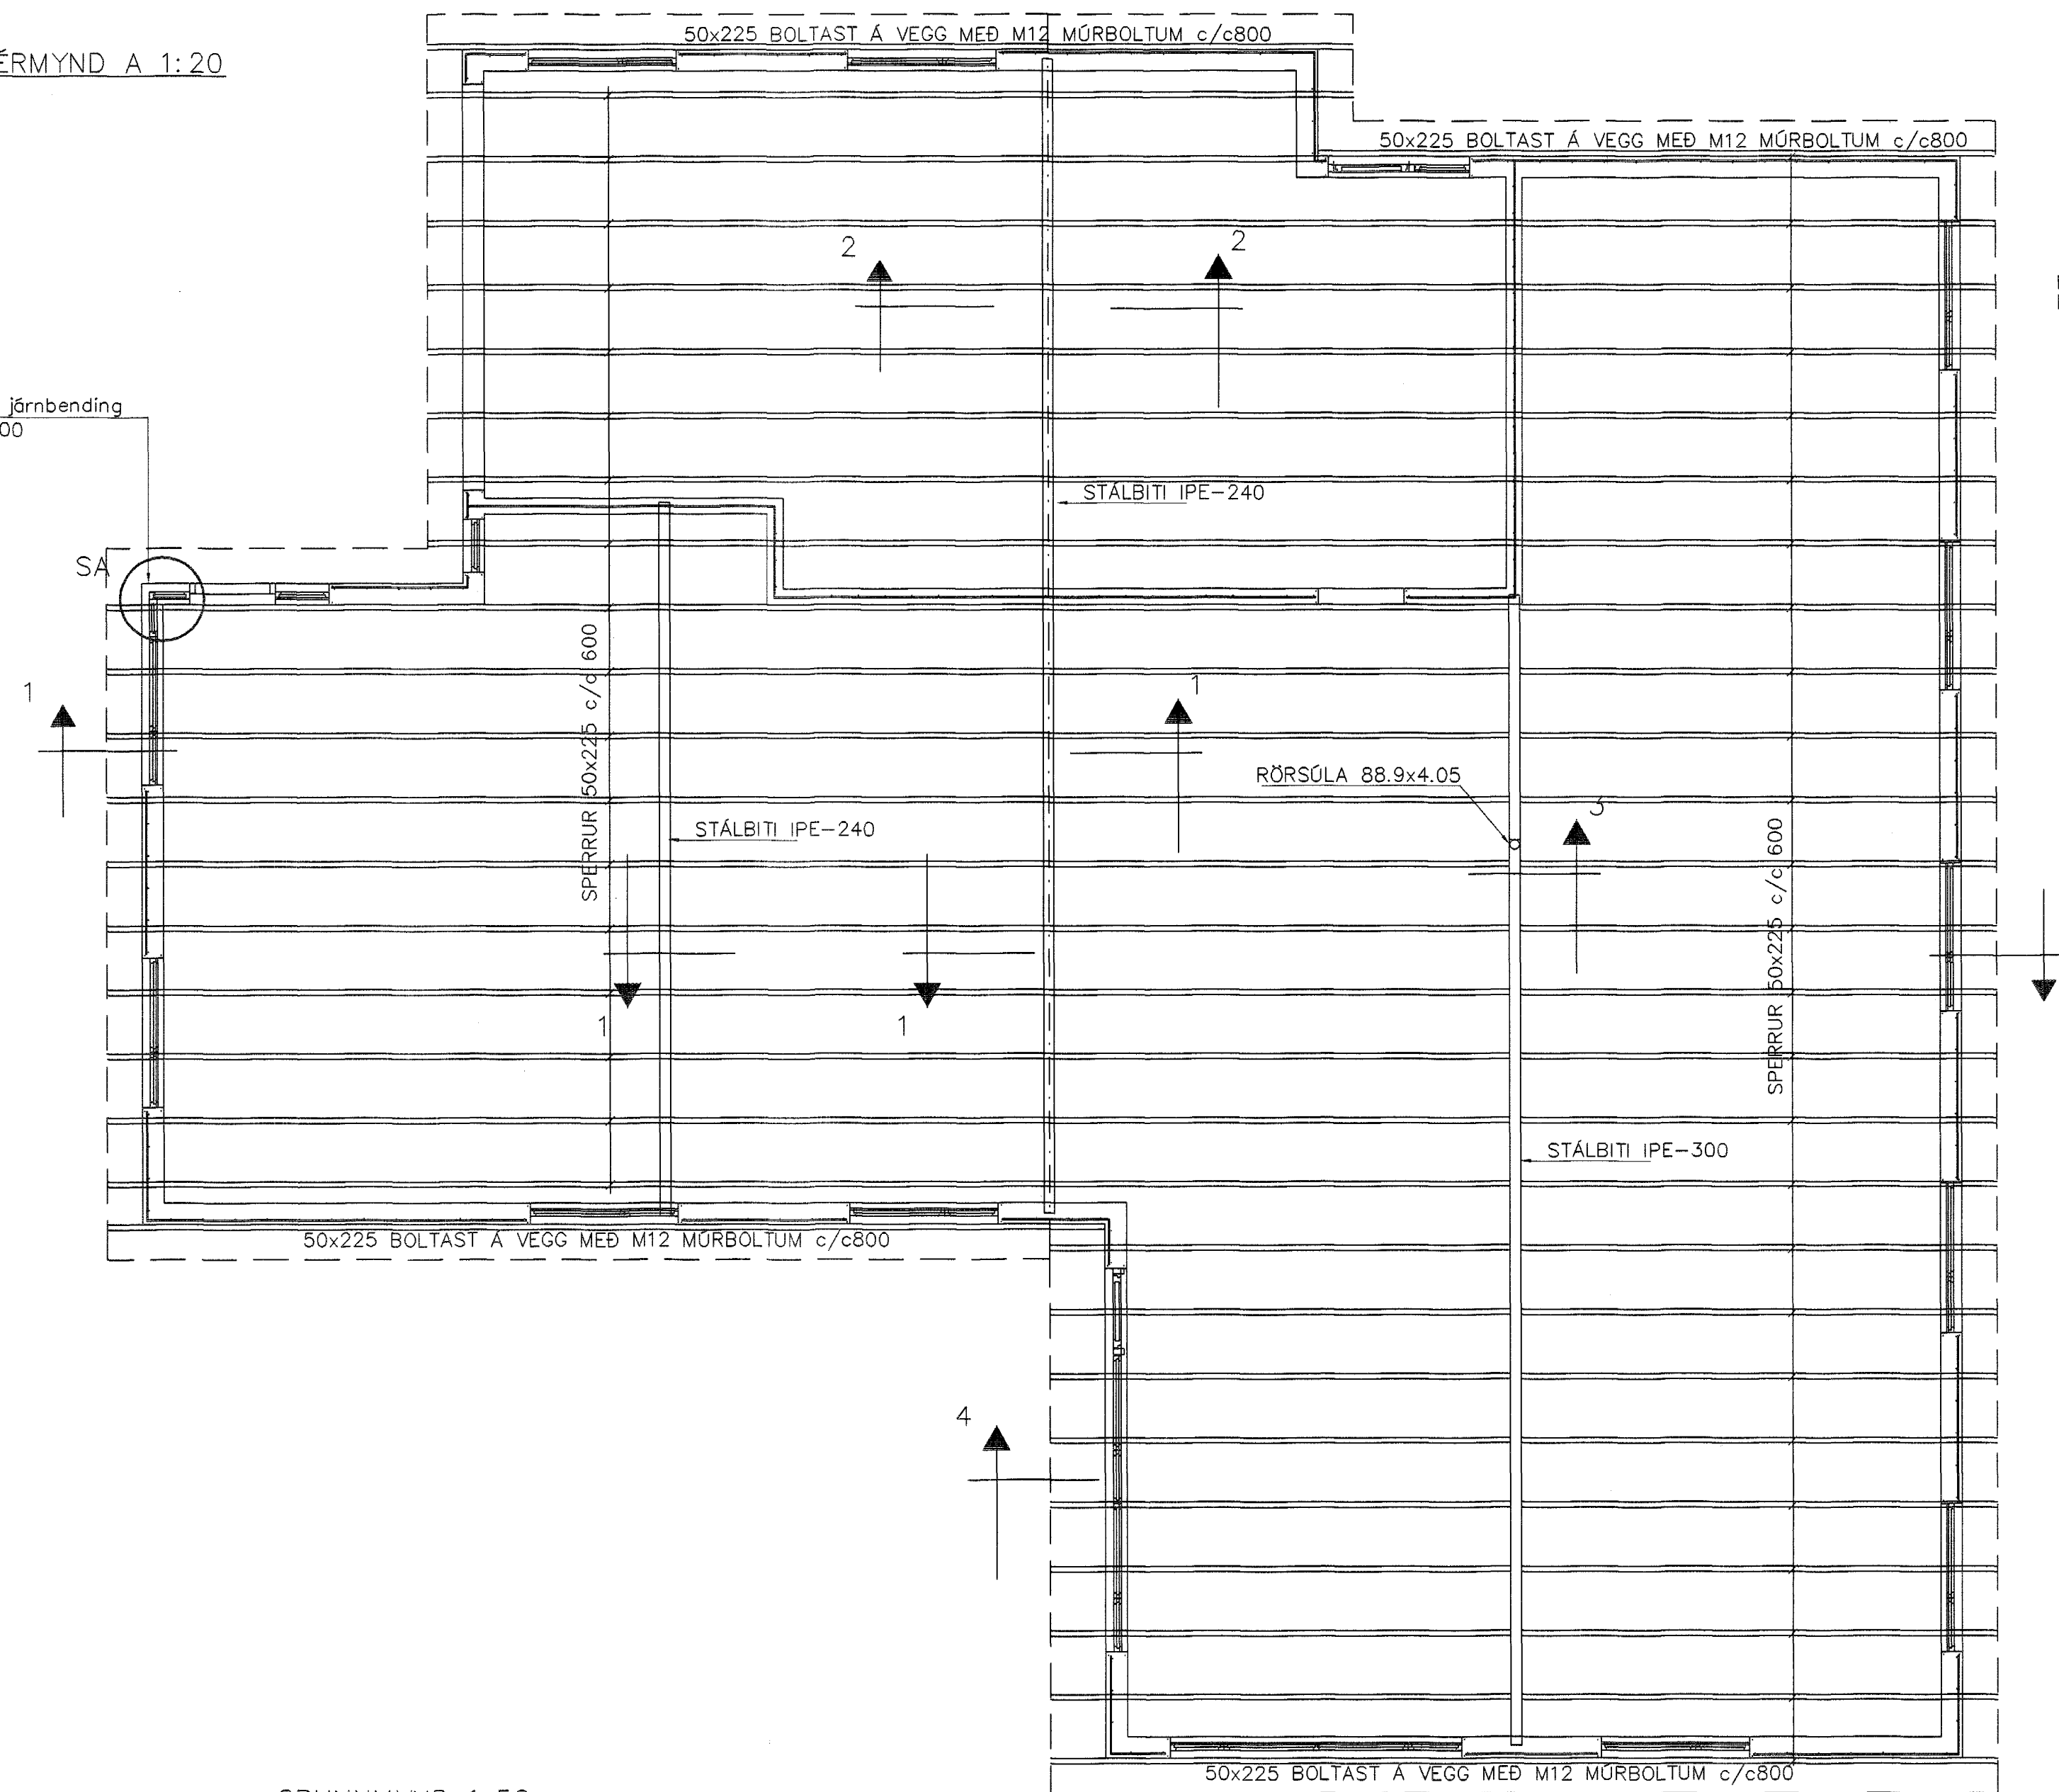 50x225 BOLTAST Á VEGG MEÐ M12 MÚRBOLTUM c/c800
ÉRMYND A 1:20
50x225 BOLTAST Á VEGG MEÐ M12 MÚRBOLTUM c/c800
2
2
járnbending
00
STÁLBITI IPE-240
SA
SPERRUR 50x225 c/c 600
1
1
RÖRSÚLA 88.9x4.05
3
STÁLBITI IPE-240
SPERRUR 50x225 c/c 600
1
1
STÁLBITI IPE-300
50x225 BOLTAST Á VEGG MEÐ M12 MÚRBOLTUM c/c800
4
50x225 BOLTAST Á VEGG MEÐ M12 MÚRBOLTUM c/c800